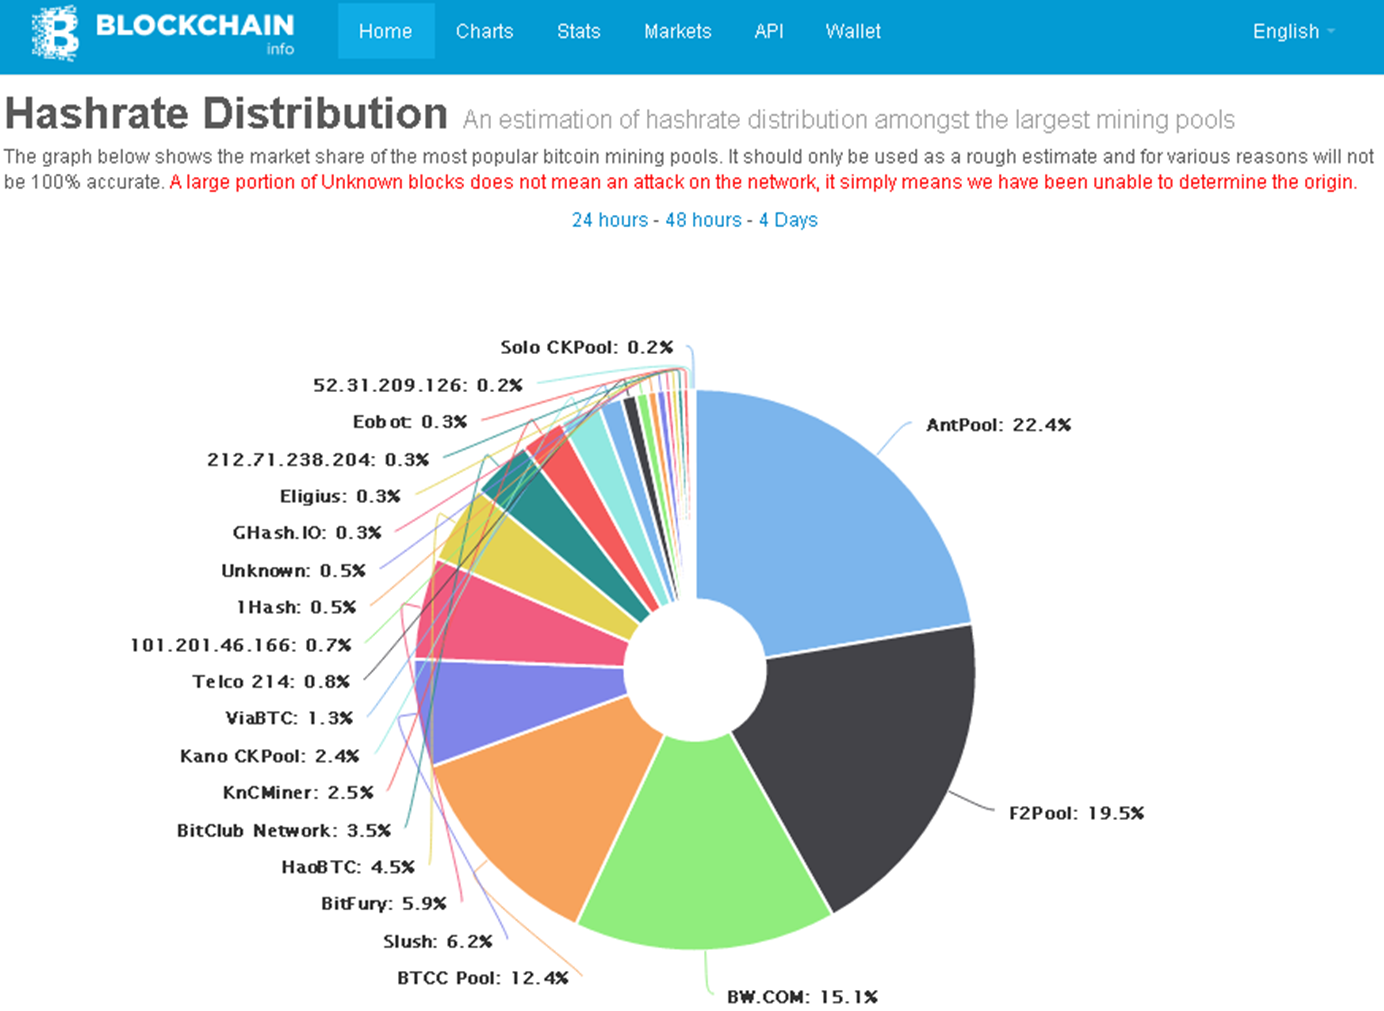 BLOCKCHAIN
info
Home Charts Stats Markets API Wallet English
Hashrate Distribution An estimation of hashrate distribution amongst the largest mining pools
The graph below shows the market share of the most popular bitcoin mining pools. It should only be used as a rough estimate and for various reasons will not
be 100% accurate. A large portion of Unknown blocks does not mean an attack on the network, it simply means we have been unable to determine the origin.
24 hours - 48 hours - 4 Days
Solo CKPool: 0.2%
52.31.209.126: 0.2%
Eobot: 0.3%
AntPool: 22.4%
212.71.238.204: 0.3%
Eligius: 0.3%
GHash.IO: 0.3%
Unknown: 0.5%
1Hash: 0.5%
101.201.46.166: 0.7%
Telco 214: 0.8%
ViaBTC: 1.3%
Kano CKPool: 2.4%
KnCMiner: 2.5%
F2Pool: 19.5%
BitClub Network: 3.5%
HaoBTC: 4.5%
BitFury: 5.9%
Slush: 6.2%
BTCC Pool: 12.4%
BW.COM: 15.1%